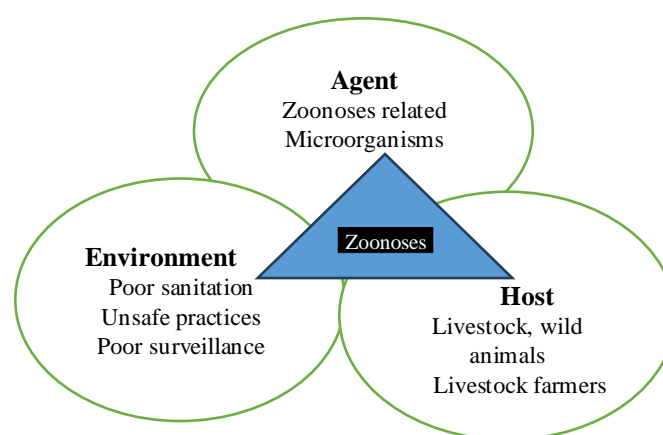 Agent
Zoonoses related
Microorganisms
Zoonoses
Environment
Poor sanitation
Unsafe practices
Poor surveillance
Host
Livestock, wild
animals
Livestock farmers